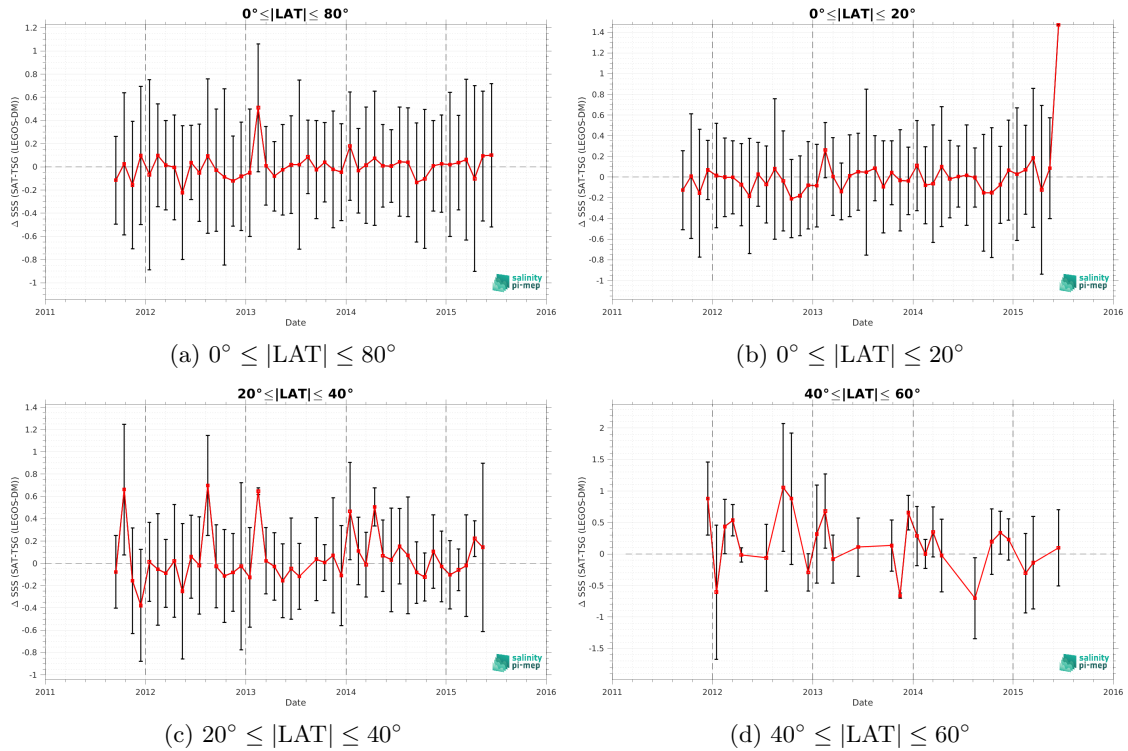 0°≤|LAT|≤ 80°
1.2
1
0.8
0.6
0.4
0.2
0
-0.2
-0.4
-0.6
-0.8
-1
Δ SSS (SAT-TSG (LEGOS-DM))
2011 2012 2013 2014 2015 2016
Date
salinity
pi-mep
(a) 0° ≤ |LAT| ≤ 80°
0°≤|LAT|≤ 20°
1.4
1.2
1
0.8
0.6
0.4
0.2
0
-0.2
-0.4
-0.6
-0.8
-1
Δ SSS (SAT-TSG (LEGOS-DM))
2011 2012 2013 2014 2015 2016
Date
salinity
pi-mep
(b) 0° ≤ |LAT| ≤ 20°
20°≤|LAT|≤ 40°
1.4
1.2
1
0.8
0.6
0.4
0.2
0
-0.2
-0.4
-0.6
-0.8
-1
Δ SSS (SAT-TSG (LEGOS-DM))
2011 2012 2013 2014 2015 2016
Date
salinity
pi-mep
(c) 20° ≤ |LAT| ≤ 40°
40°≤|LAT|≤ 60°
2
1.5
1
0.5
0
-0.5
-1
-1.5
Δ SSS (SAT-TSG (LEGOS-DM))
2011 2012 2013 2014 2015 2016
Date
salinity
pi-mep
(d) 40° ≤ |LAT| ≤ 60°